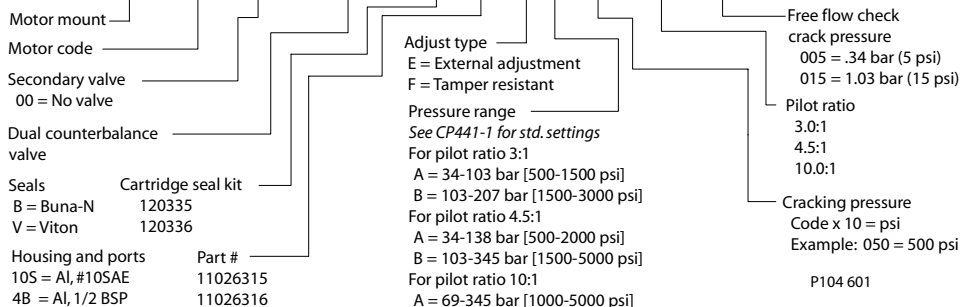 Motor mount
Motor code
Secondary valve
00 = No valve
Dual counterbalance
valve
Seals Cartridge seal kit
B = Buna-N 120335
V = Viton 120336
Housing and ports Part #
10S = Al, #10SAE 11026315
4B = Al, 1/2 BSP 11026316
Adjust type
E = External adjustment
F = Tamper resistant
Pressure range
See CP441-1 for std. settings
For pilot ratio 3:1
A = 34-103 bar [500-1500 psi]
B = 103-207 bar [1500-3000 psi]
For pilot ratio 4.5:1
A = 34-138 bar [500-2000 psi]
B = 103-345 bar [1500-5000 psi]
For pilot ratio 10:1
A = 69-345 bar [1000-5000 psi]
Free flow check
crack pressure
005 = .34 bar (5 psi)
015 = 1.03 bar (15 psi)
Pilot ratio
3.0:1
4.5:1
10.0:1
Cracking pressure
Code x 10 = psi
Example: 050 = 500 psi
P104 601